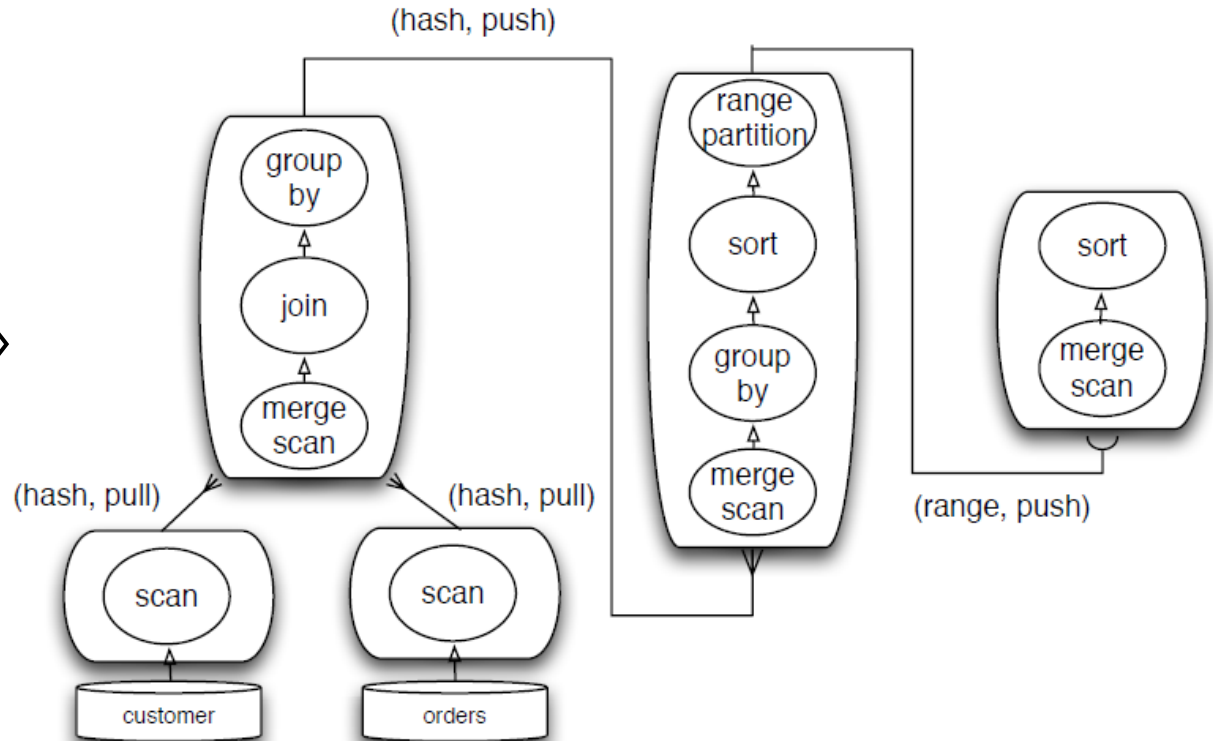 (hash, push)
group
by
join
merge
scan
(hash, pull)
(hash, pull)
scan
scan
customer
orders
range
partition
sort
group
by
merge
scan
(range, push)
sort
merge
scan